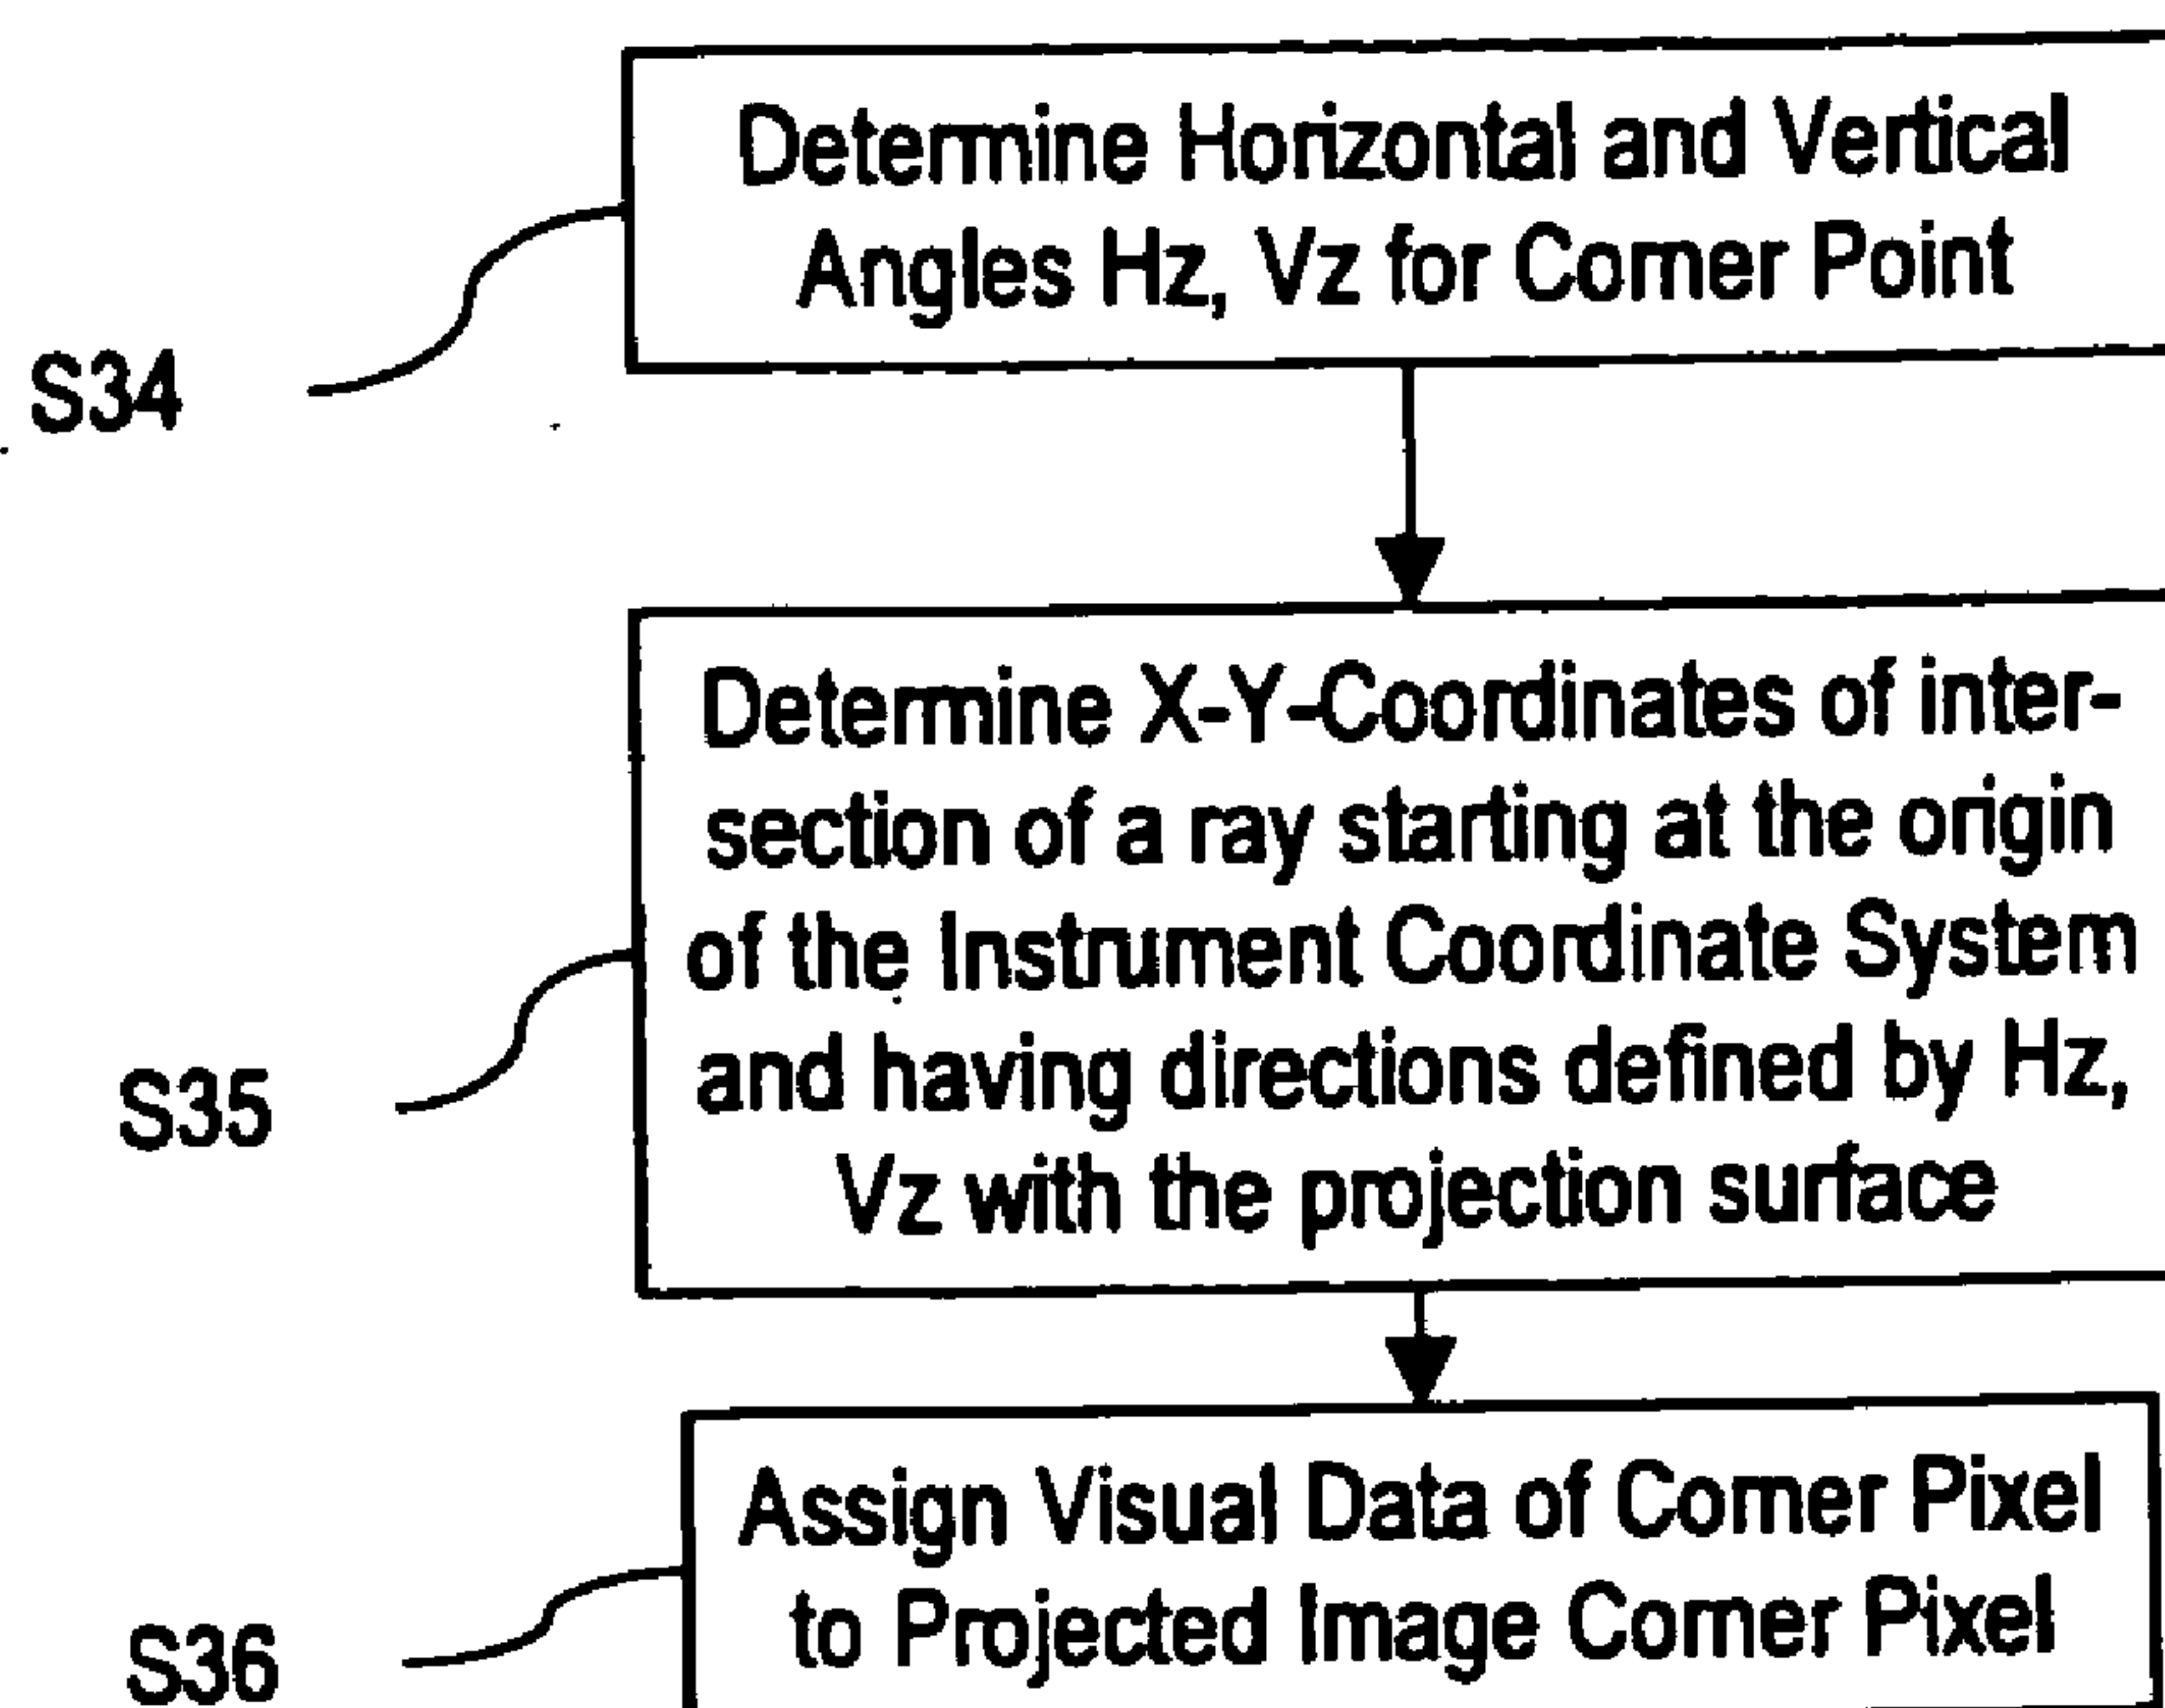 Determine Horizontal and Vertical
Angles Hz, Vz for Corner Point
S34
Determine X-Y-Coordinates of inter-
section of a ray starting at the origin
of the Instrument Coordinate System
and having directions defined by Hz,
Vz with the projection surface
S35
Assign Visual Data of Corner Pixel
to Projected Image Corner Pixel
S36